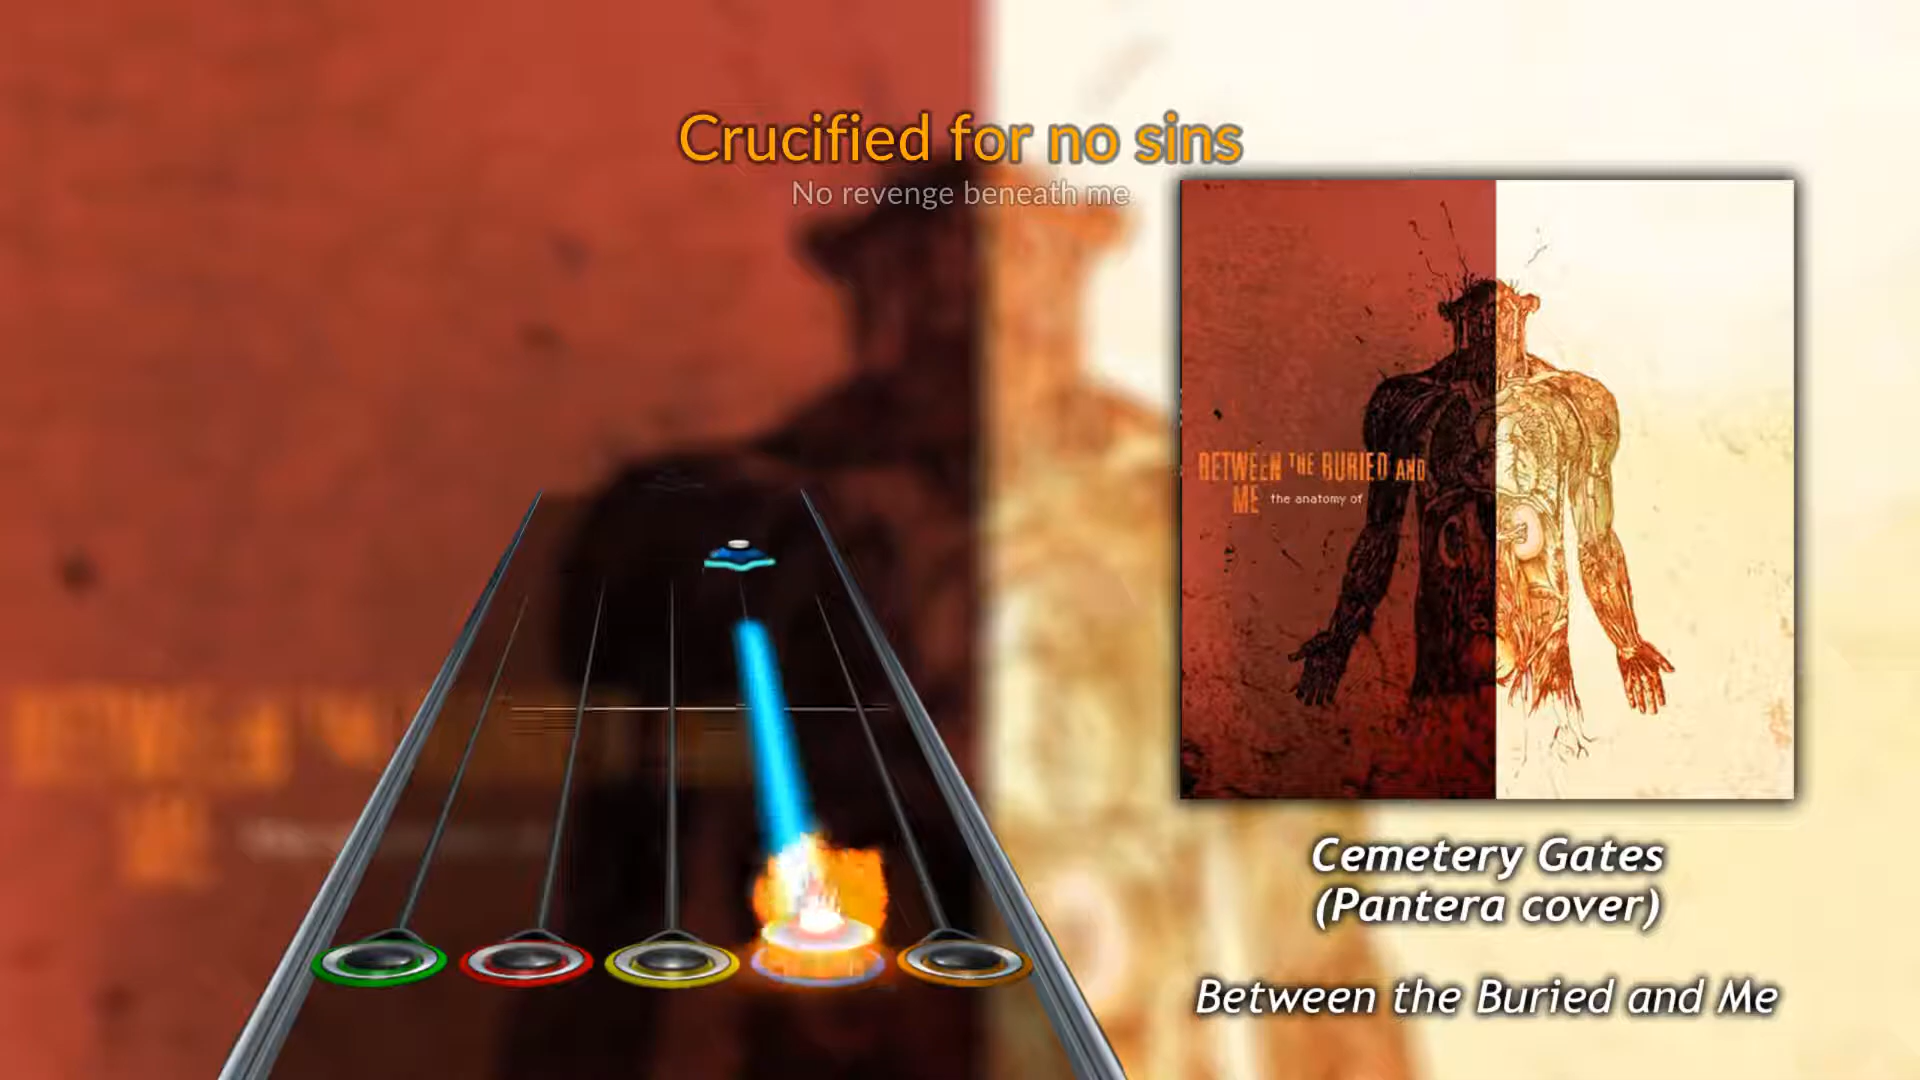 Crucified for no sins
No revenge beneath me
BETWEEN THE BURIED AND
ME the anatomy of
Cemetery Gates
(Pantera cover)
Between the Buried and Me